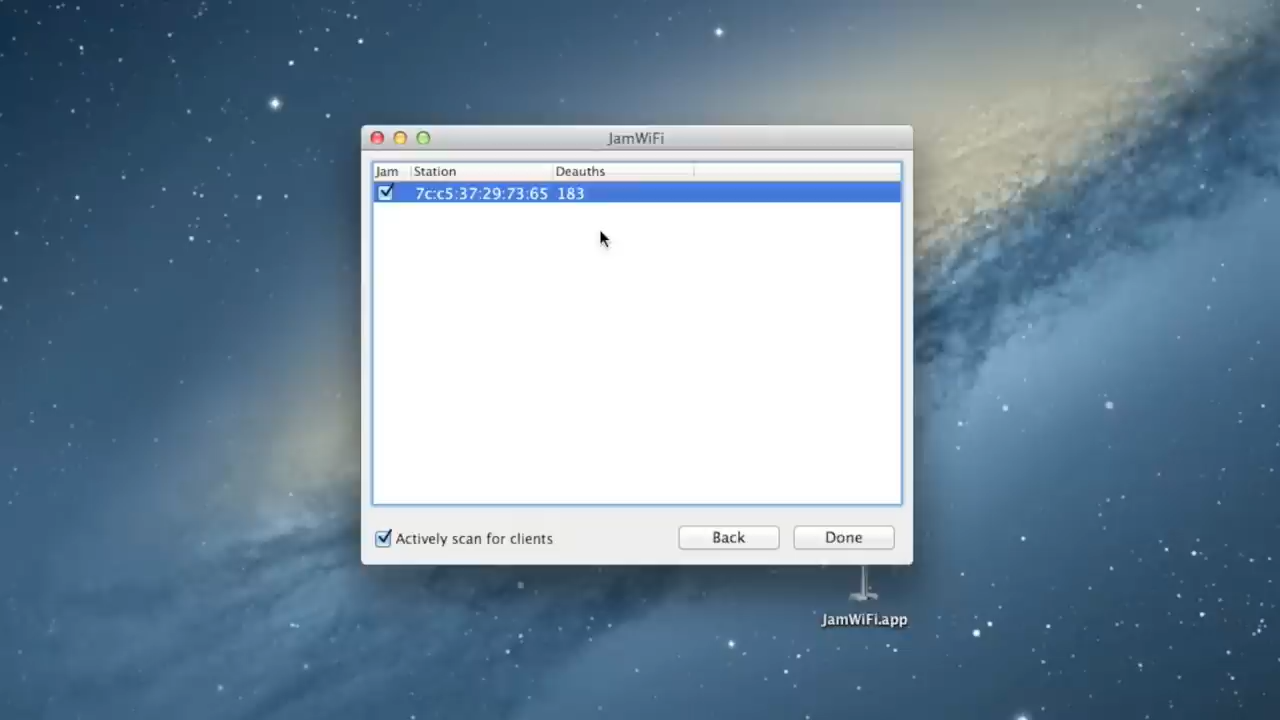 JamWiFi
Jam Station Deauths
7c:c5:37:29:73:65 183
Actively scan for clients Back Done
JamWiFi.app